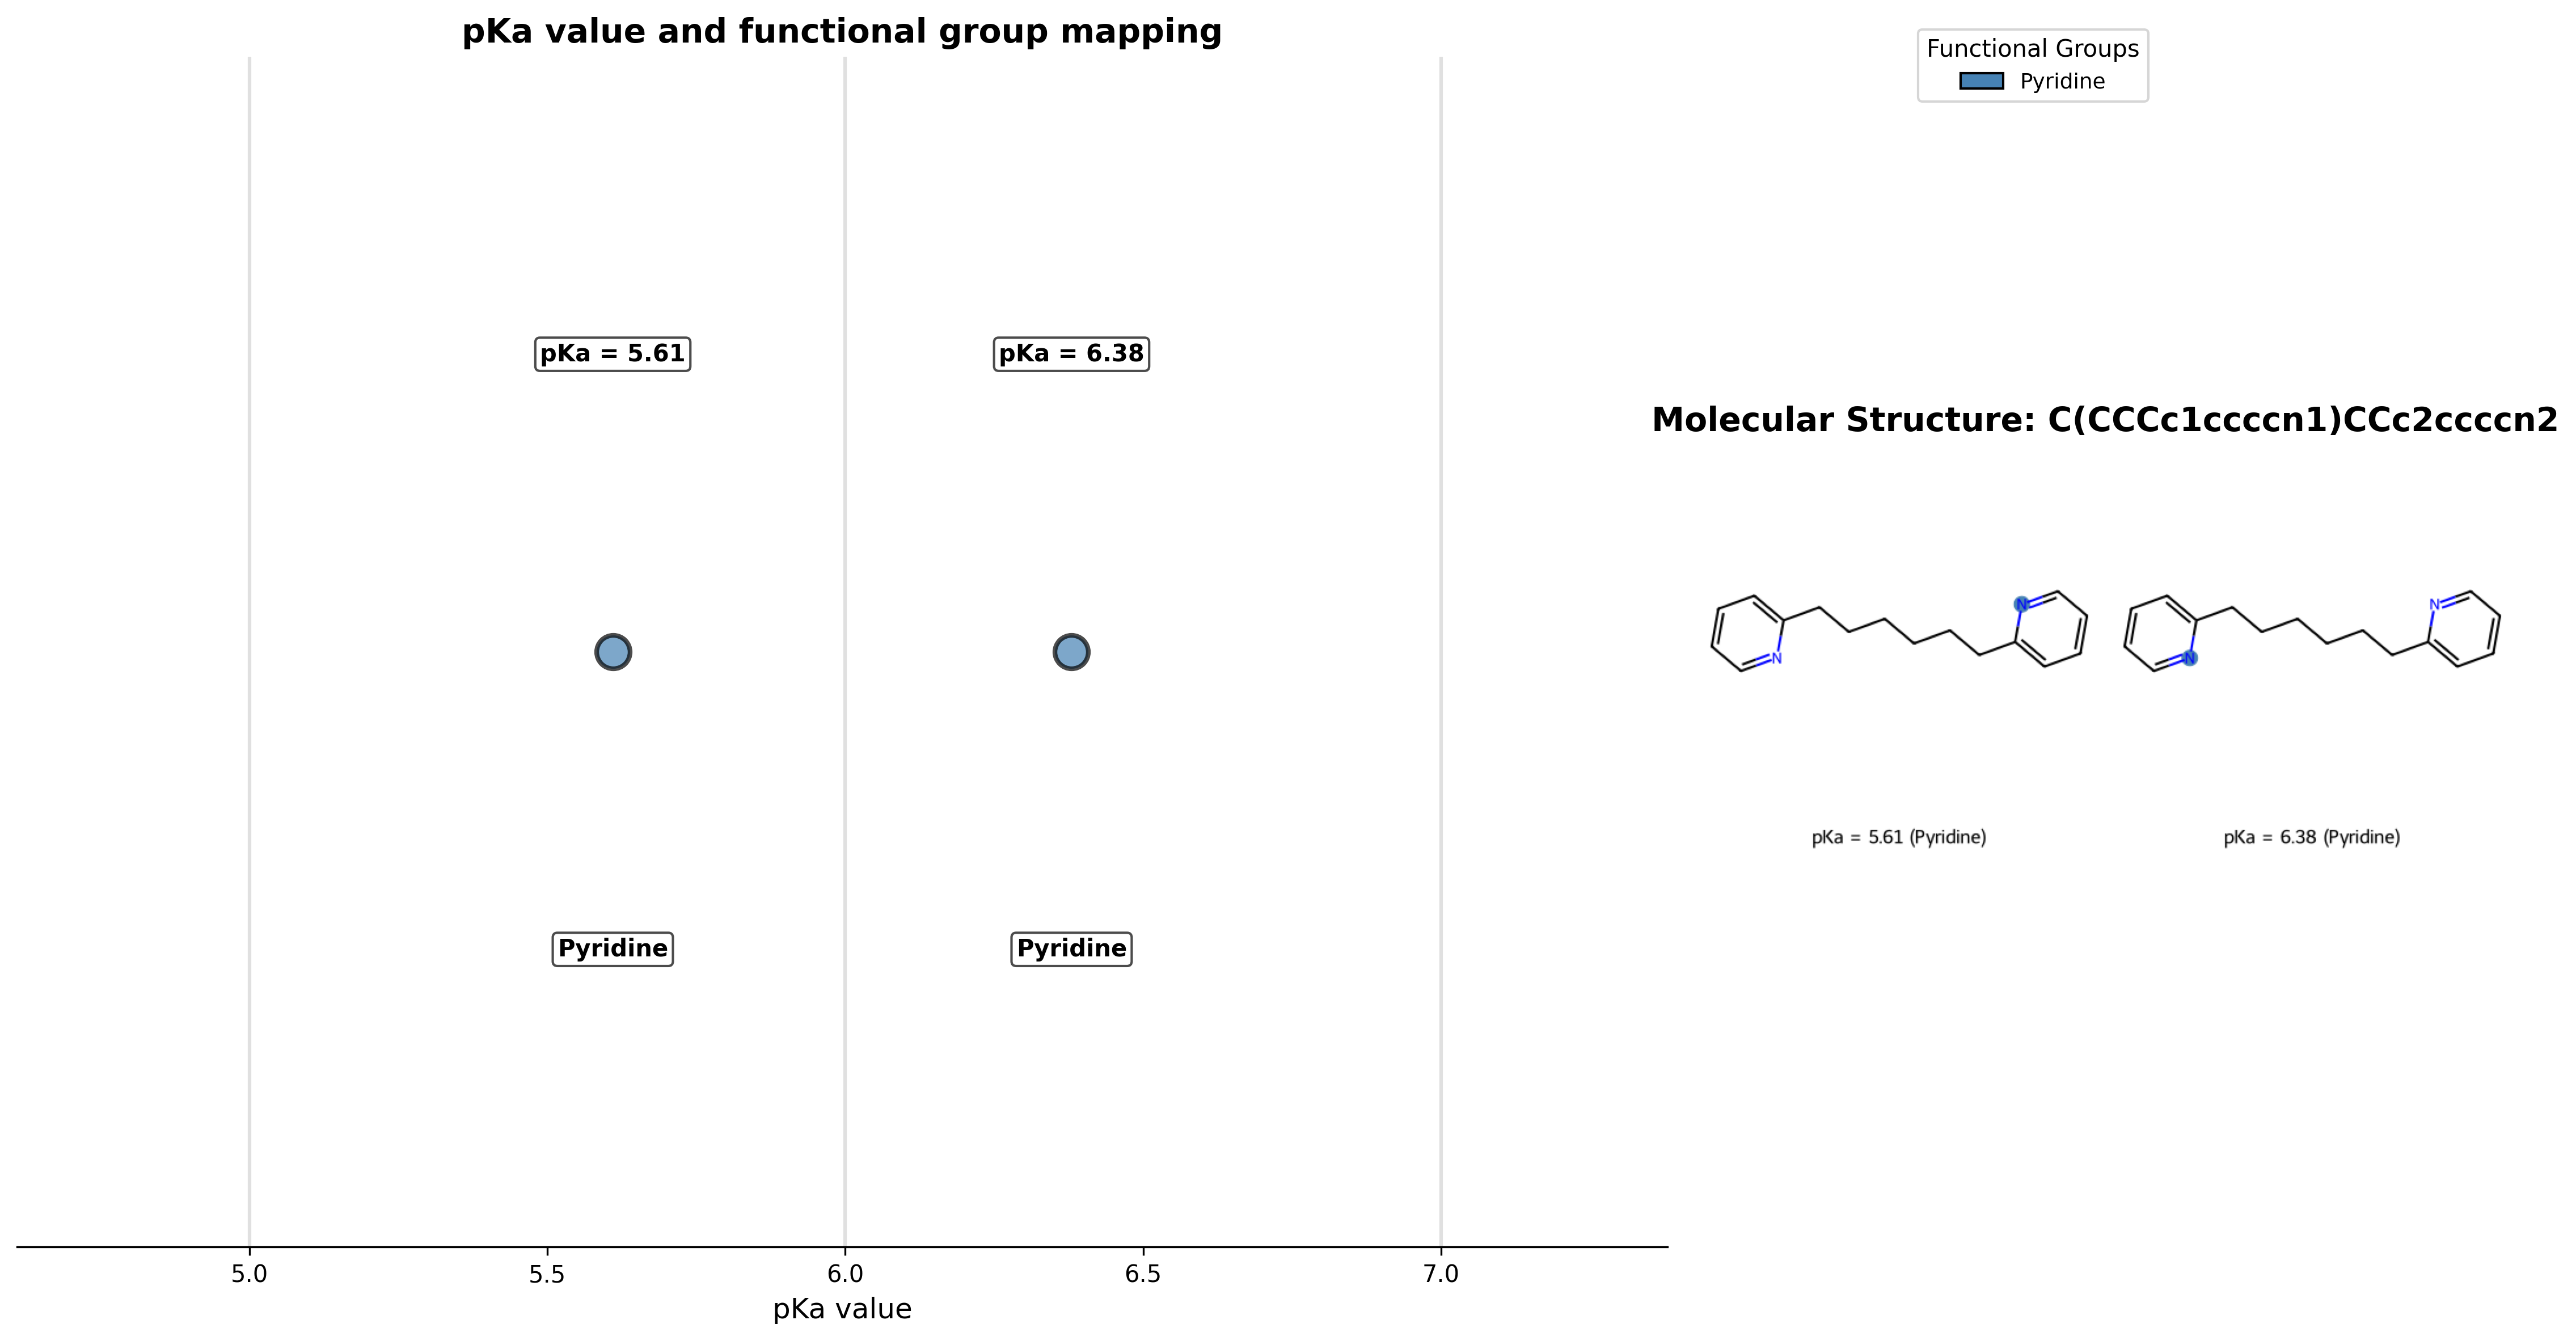 pKa value and functional group mapping
Functional Groups
Pyridine
pKa = 5.61
pKa = 6.38
Pyridine
Pyridine
5.0
5.5
6.0
6.5
7.0
pKa value
Molecular Structure: C(CCCc1ccccn1)CCc2ccccn2
N
N
N
N
pKa = 5.61 (Pyridine)
pKa = 6.38 (Pyridine)